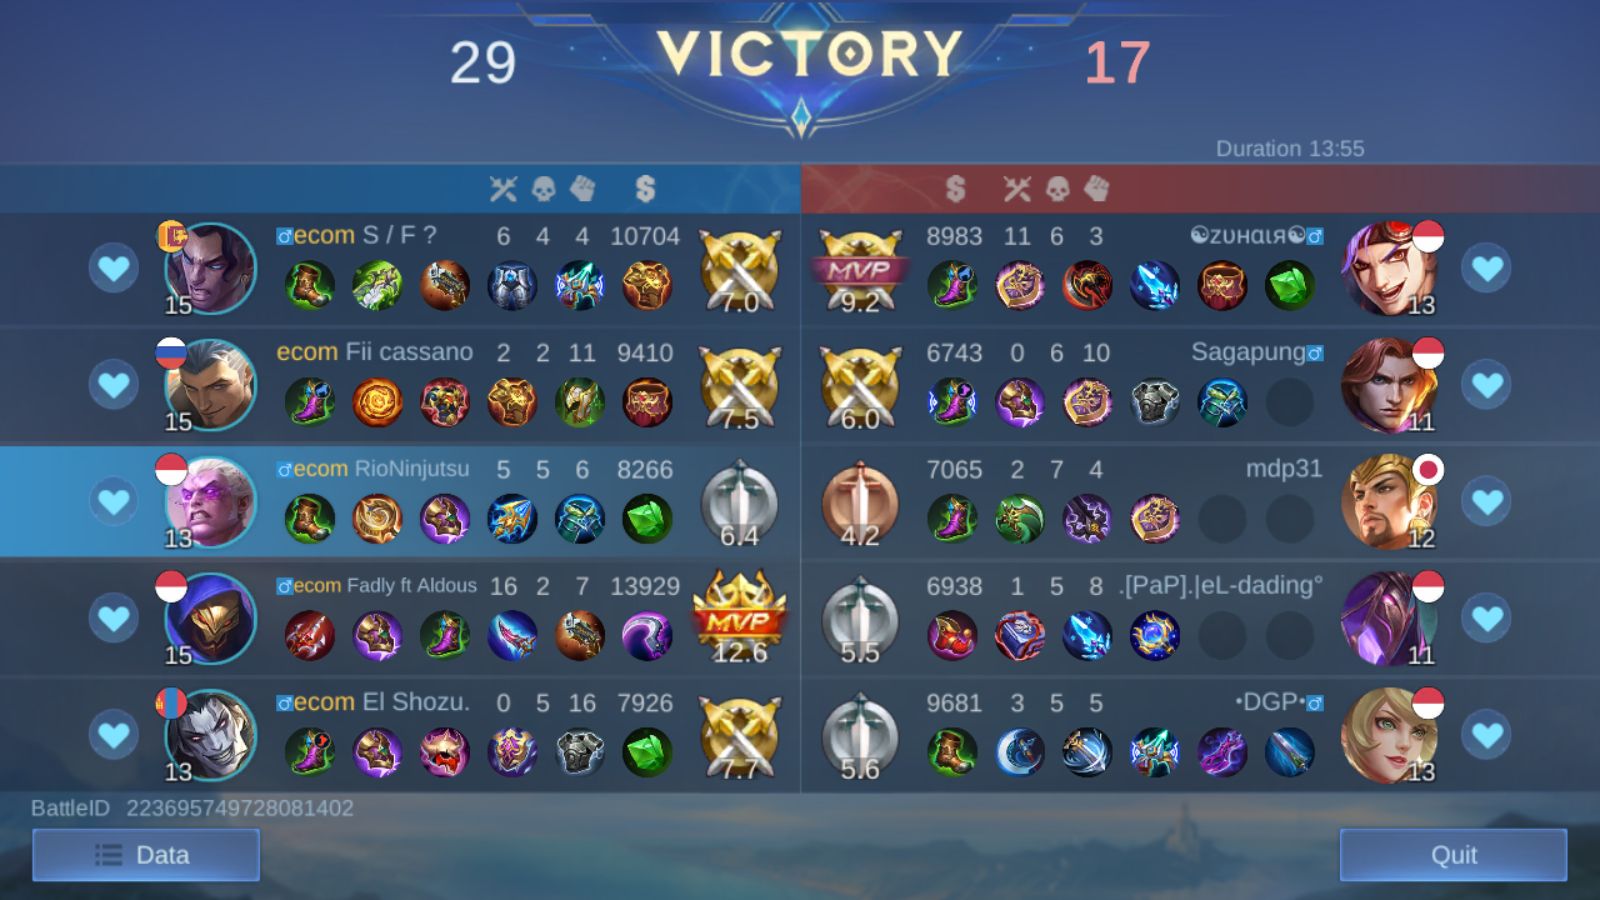 29 VICTORY 17
Duration 13:55
ecom S / F ? 6 4 4 10704 7.0 15
MVP 9.2 8983 11 6 3 ☯ZUHAIЯ☯ 13
ecom Fii cassano 2 2 11 9410 7.5 15
6.0 6743 0 6 10 Sagapung 11
ecom RioNinjutsu 5 5 6 8266 6.4 13
4.2 7065 2 7 4 mdp31 12
ecom Fadly ft Aldous 16 2 7 13929 MVP 12.6 15
5.5 6938 1 5 8 .[PaP].|eL-dading° 11
ecom El Shozu. 0 5 16 7926 7.7 13
5.6 9681 3 5 5 •DGP• 13
BattleID 223695749728081402
Data
Quit